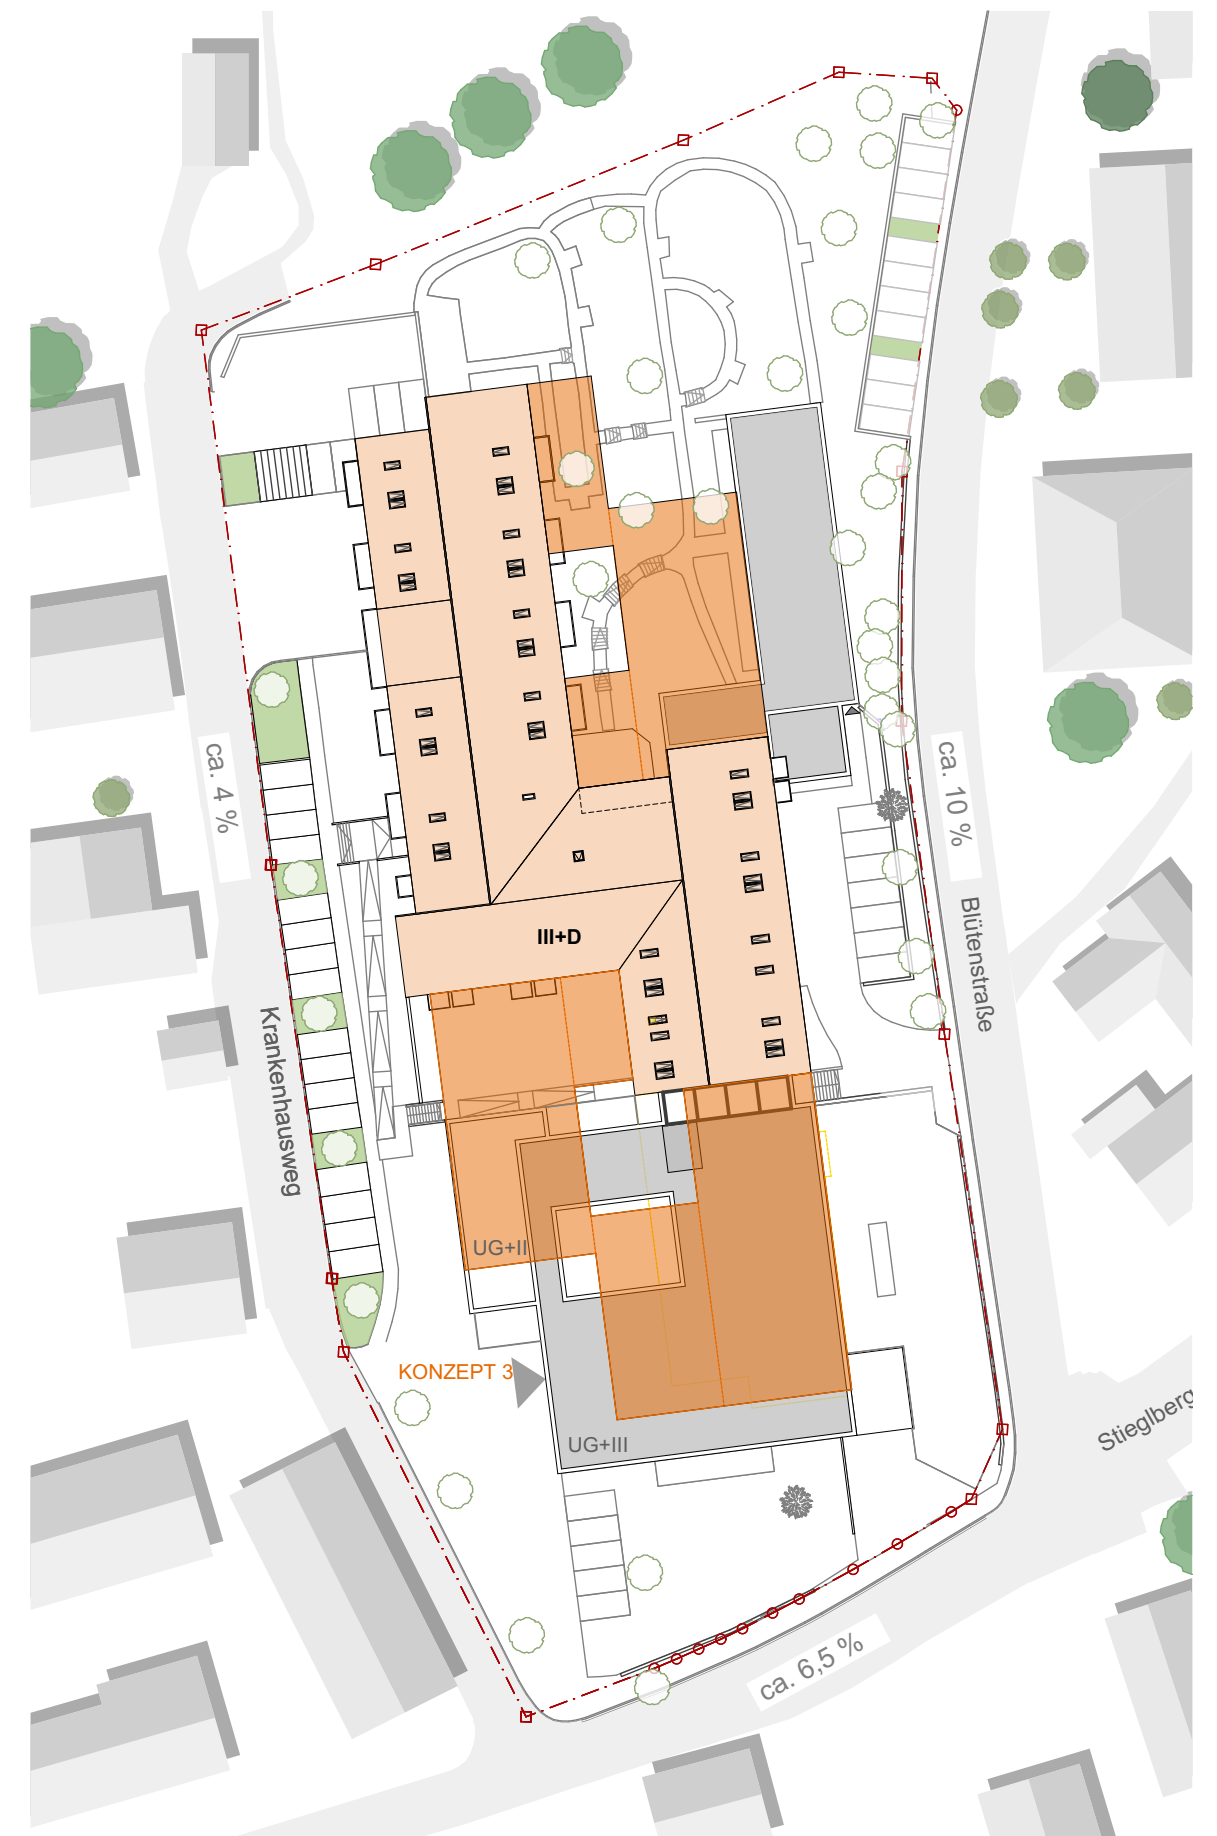 ca. 4 %
ca. 10 %
III+D
Blütenstraße
Krankenhausweg
UG+II
KONZEPT 3
UG+III
Stieglberg
ca. 6,5 %